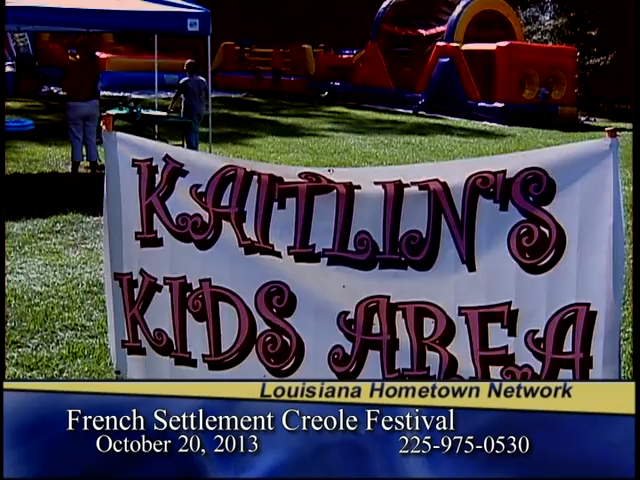 KAITLIN'S
KIDS AREA
Louisiana Hometown Network
French Settlement Creole Festival
October 20, 2013
225-975-0530